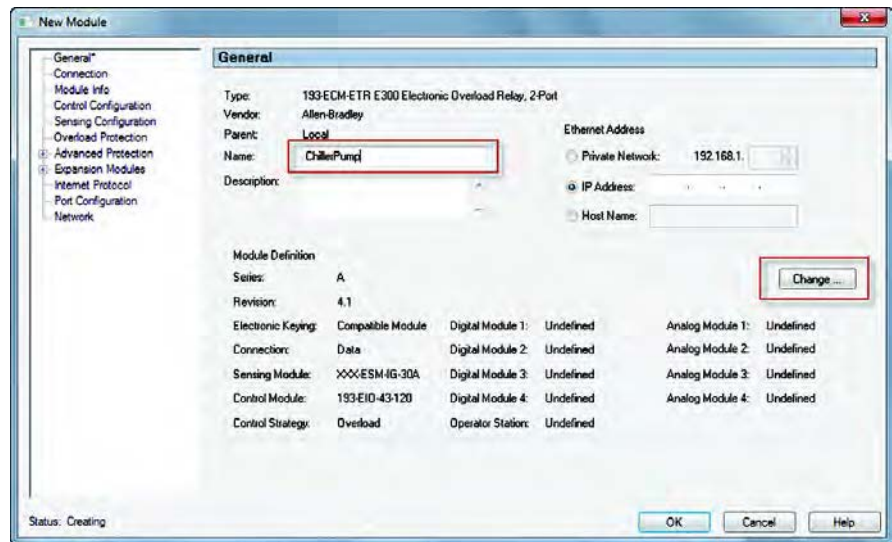 New Module
General*
Connection
Module Info
Control Configuration
Sensing Configuration
Overload Protection
Advanced Protection
Expansion Modules
Internet Protocol
Port Configuration
Network
General
Type: 193-ECM-ETR E300 Electronic Overload Relay, 2-Port
Vendor: Allen-Bradley
Parent: Local
Name: ChillerPump
Description:
Ethernet Address
Private Network: 192.168.1.
IP Address: . . .
Host Name:
Module Definition
Series: A
Revision: 4.1
Change ...
Electronic Keying: Compatible Module Digital Module 1: Undefined Analog Module 1: Undefined
Connection: Data Digital Module 2: Undefined Analog Module 2: Undefined
Sensing Module: XXX-ESM-IG-30A Digital Module 3: Undefined Analog Module 3: Undefined
Control Module: 193-EIO-43-120 Digital Module 4: Undefined Analog Module 4: Undefined
Control Strategy: Overload Operator Station: Undefined
Status: Creating
OK Cancel Help